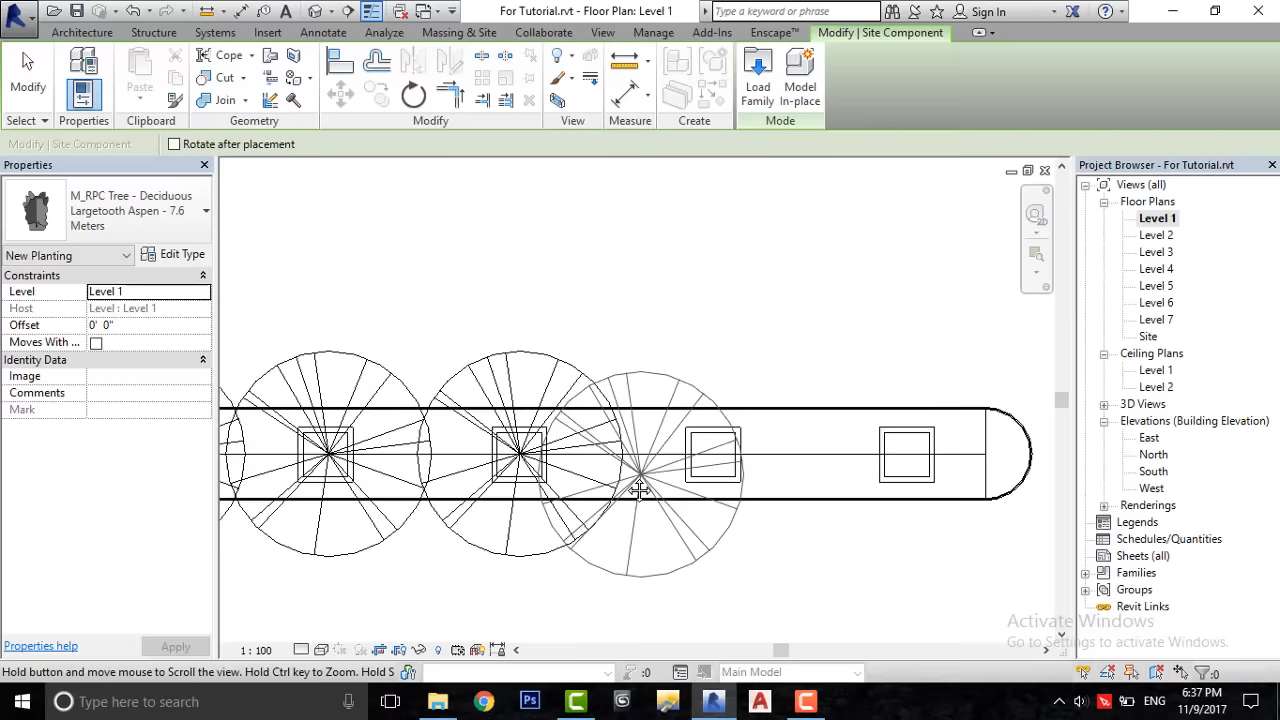 For Tutorial.rvt - Floor Plan: Level 1
Type a keyword or phrase
Sign In
Architecture
Structure
Systems
Insert
Annotate
Analyze
Massing & Site
Collaborate
View
Manage
Add-Ins
Enscape™
Modify | Site Component
Modify
Paste
Cope
Cut
Join
Load
Family
Model
In-place
Select
Properties
Clipboard
Geometry
Modify
View
Measure
Create
Mode
Modify | Site Component
Rotate after placement
Properties
M_RPC Tree - Deciduous
Largetooth Aspen - 7.6
Meters
New Planting
Edit Type
Constraints
Level
Level 1
Host
Level : Level 1
Offset
0' 0"
Moves With ...
Identity Data
Image
Comments
Mark
Properties help
Apply
2D
Project Browser - For Tutorial.rvt
Views (all)
Floor Plans
Level 1
Level 2
Level 3
Level 4
Level 5
Level 6
Level 7
Site
Ceiling Plans
Level 1
Level 2
3D Views
Elevations (Building Elevation)
East
North
South
West
Renderings
Legends
Schedules/Quantities
Sheets (all)
Families
Groups
Revit Links
Activate Windows
Go to Settings to activate Windows.
1 : 100
Hold button and move mouse to Scroll the view. Hold Ctrl key to Zoom. Hold S
:0
Main Model
:0
Type here to search
Ps
ENG
6:37 PM
11/9/2017